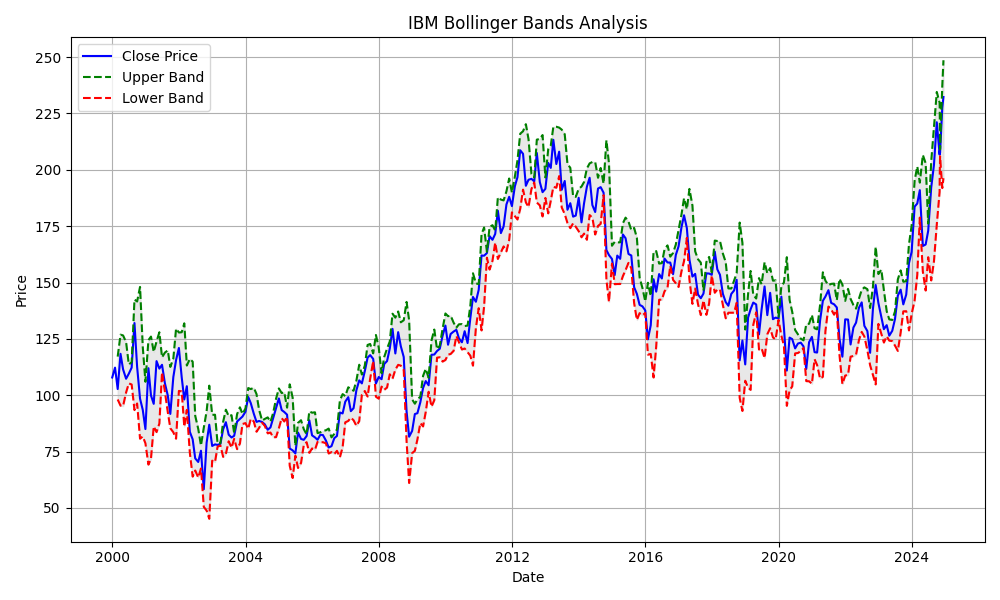 IBM Bollinger Bands Analysis
Close Price
Upper Band
Lower Band
Price
250
225
200
175
150
125
100
75
50
2000 2004 2008 2012 2016 2020 2024
Date